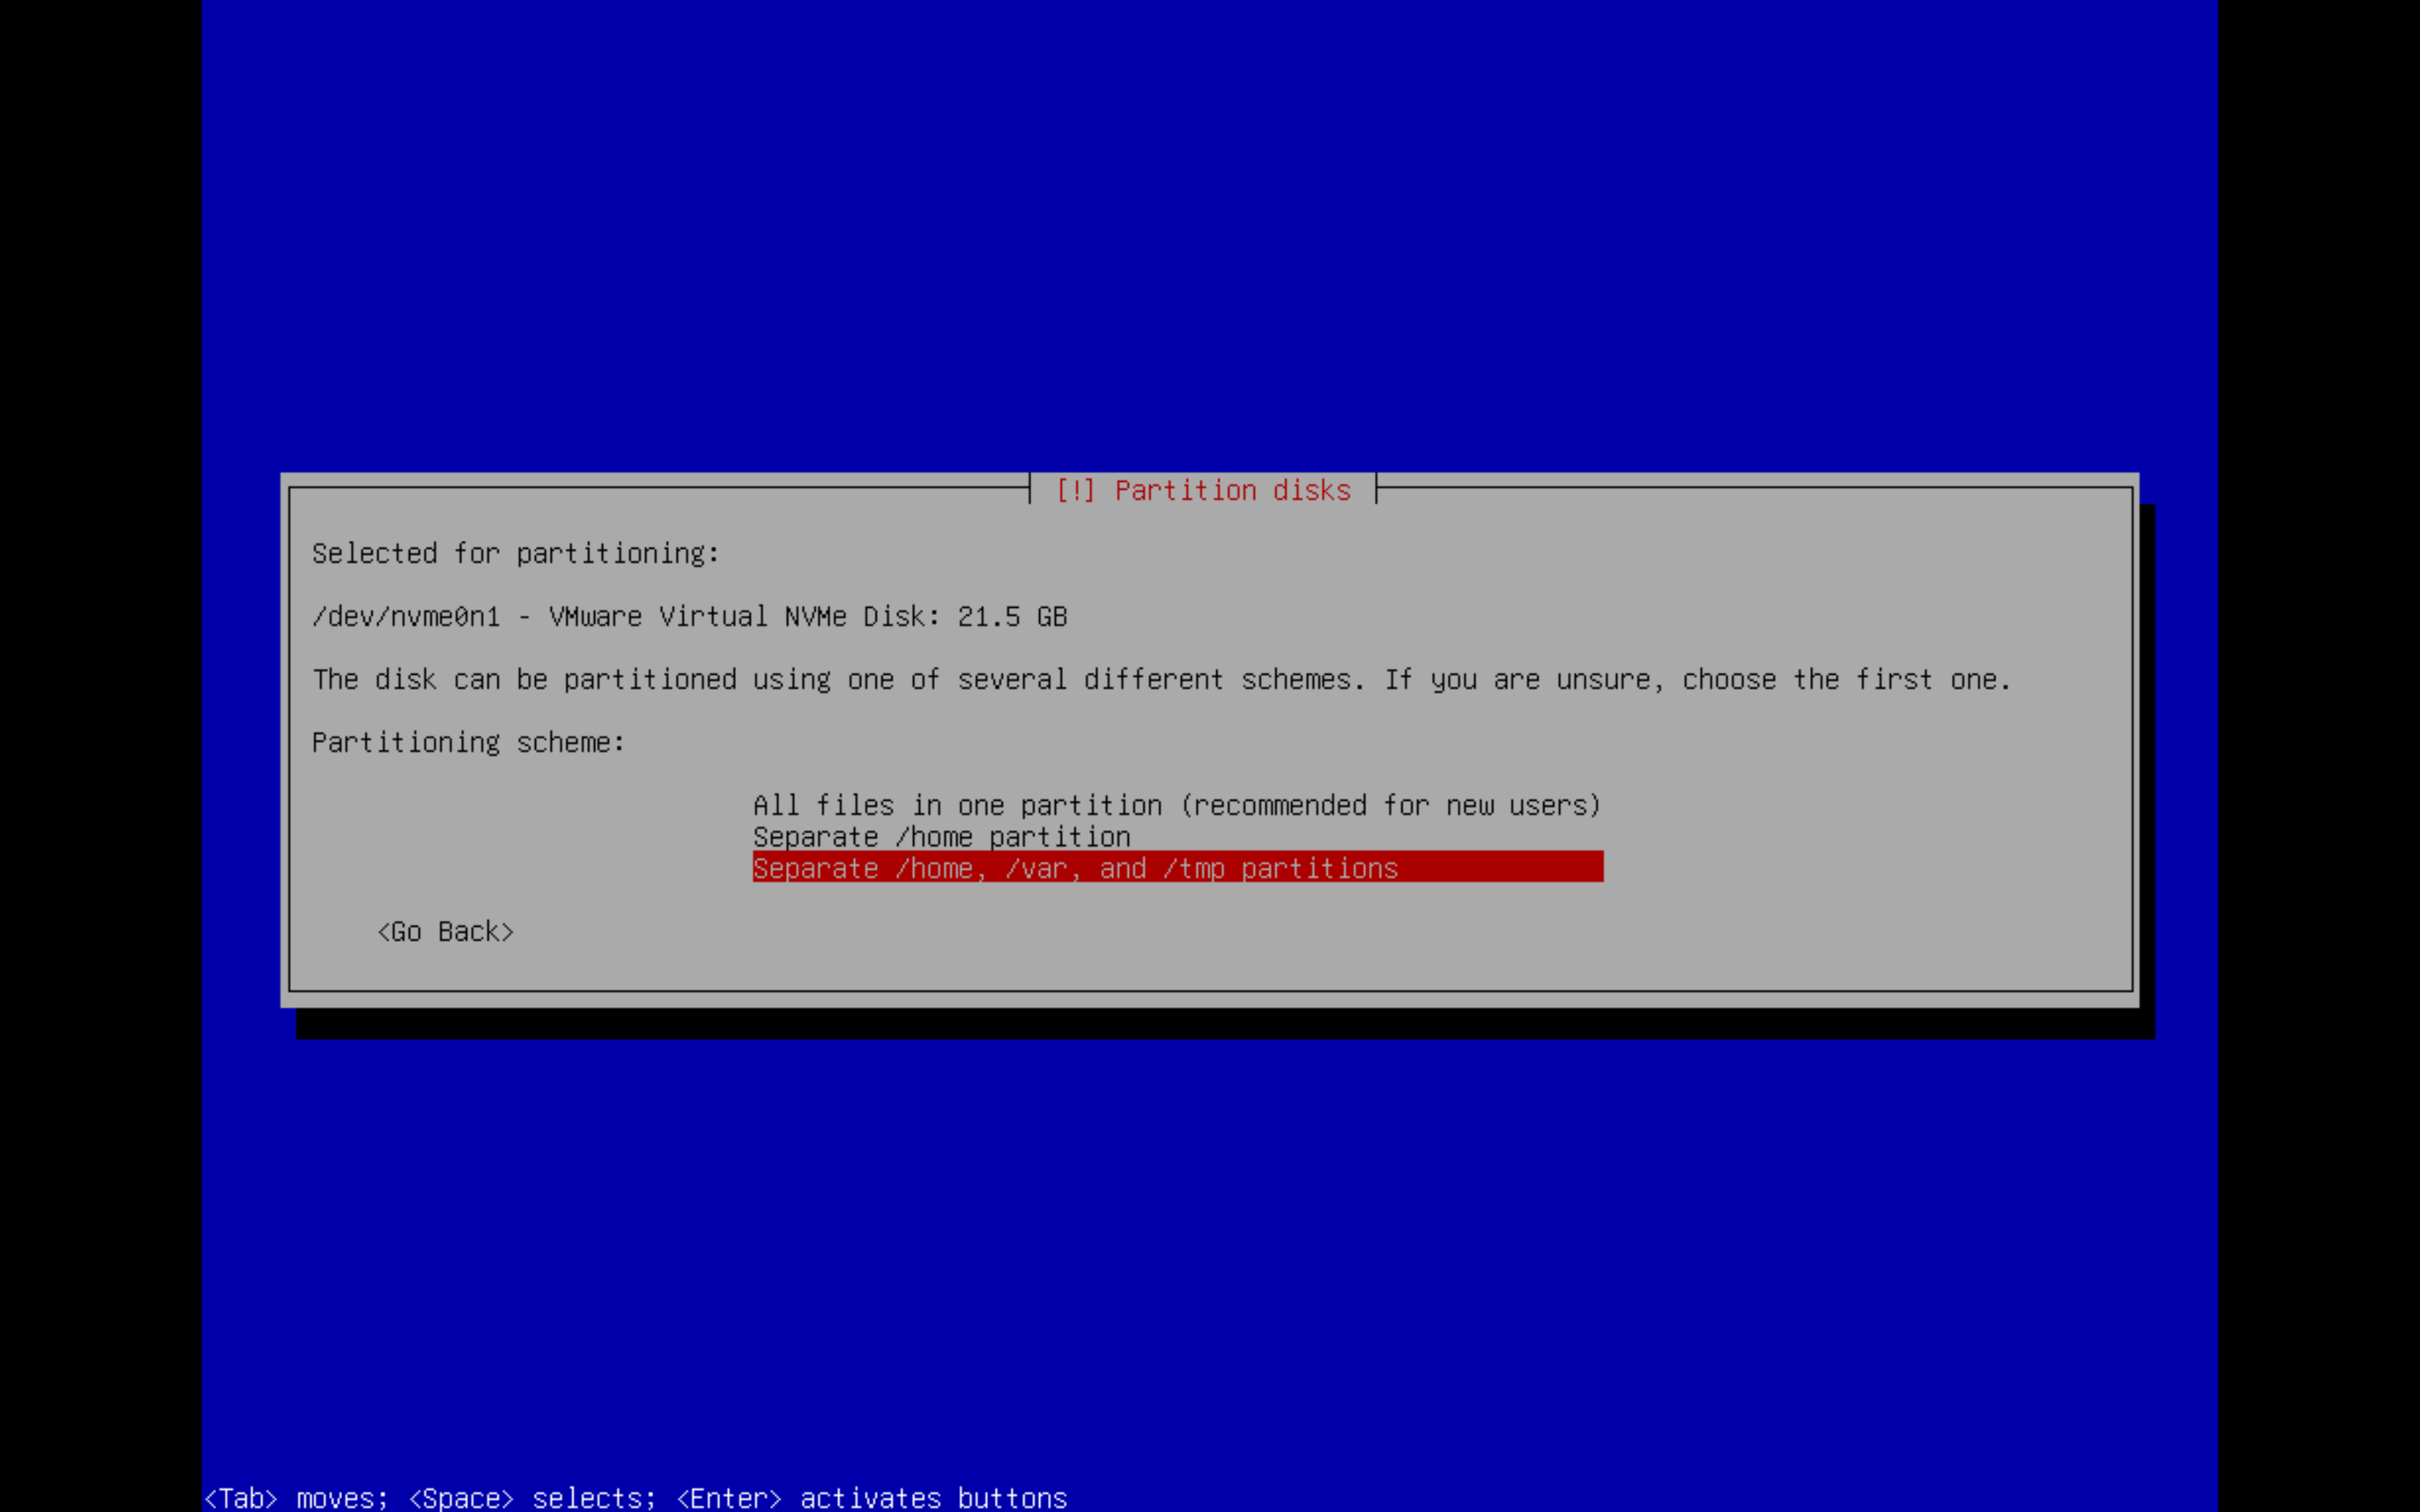 [!] Partition disks
Selected for partitioning:
/dev/nvme0n1 - VMware Virtual NVMe Disk: 21.5 GB
The disk can be partitioned using one of several different schemes. If you are unsure, choose the first one.
Partitioning scheme:
All files in one partition (recommended for new users)
Separate /home partition
Separate /home, /var, and /tmp partitions
<Go Back>
<Tab> moves; <Space> selects; <Enter> activates buttons